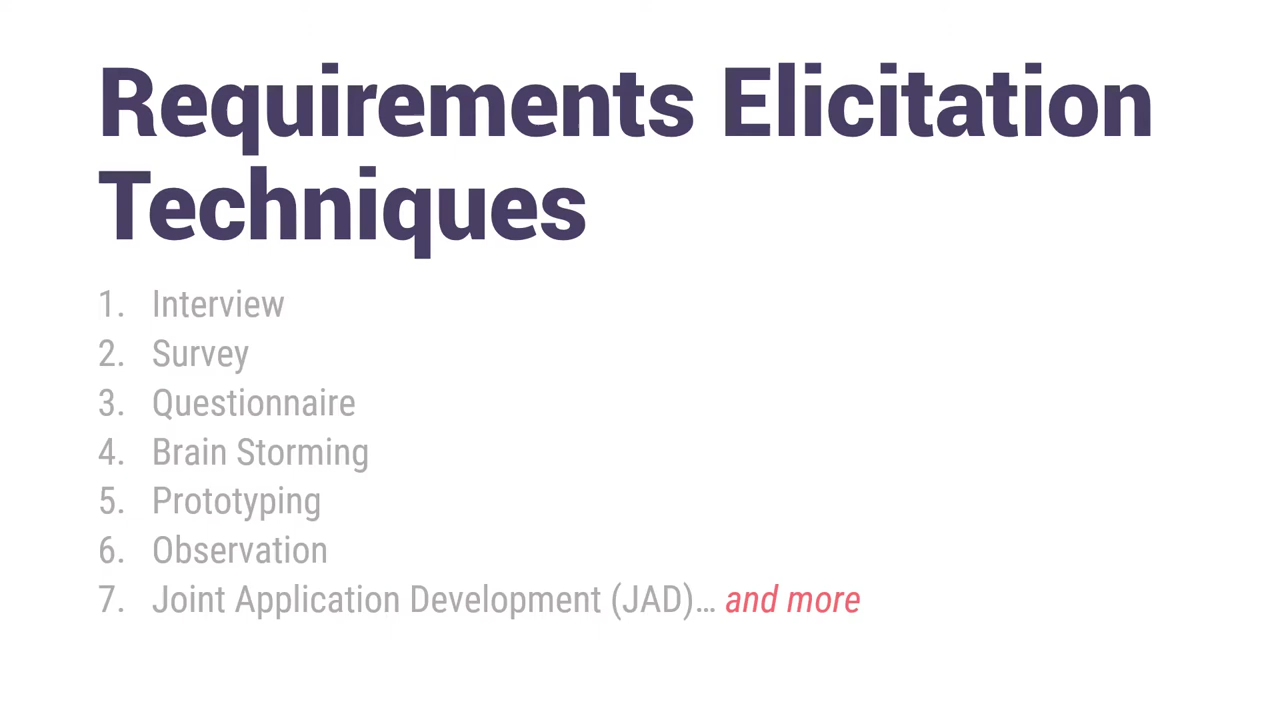 Requirements Elicitation
Techniques
1. Interview
2. Survey
3. Questionnaire
4. Brain Storming
5. Prototyping
6. Observation
7. Joint Application Development (JAD)… and more